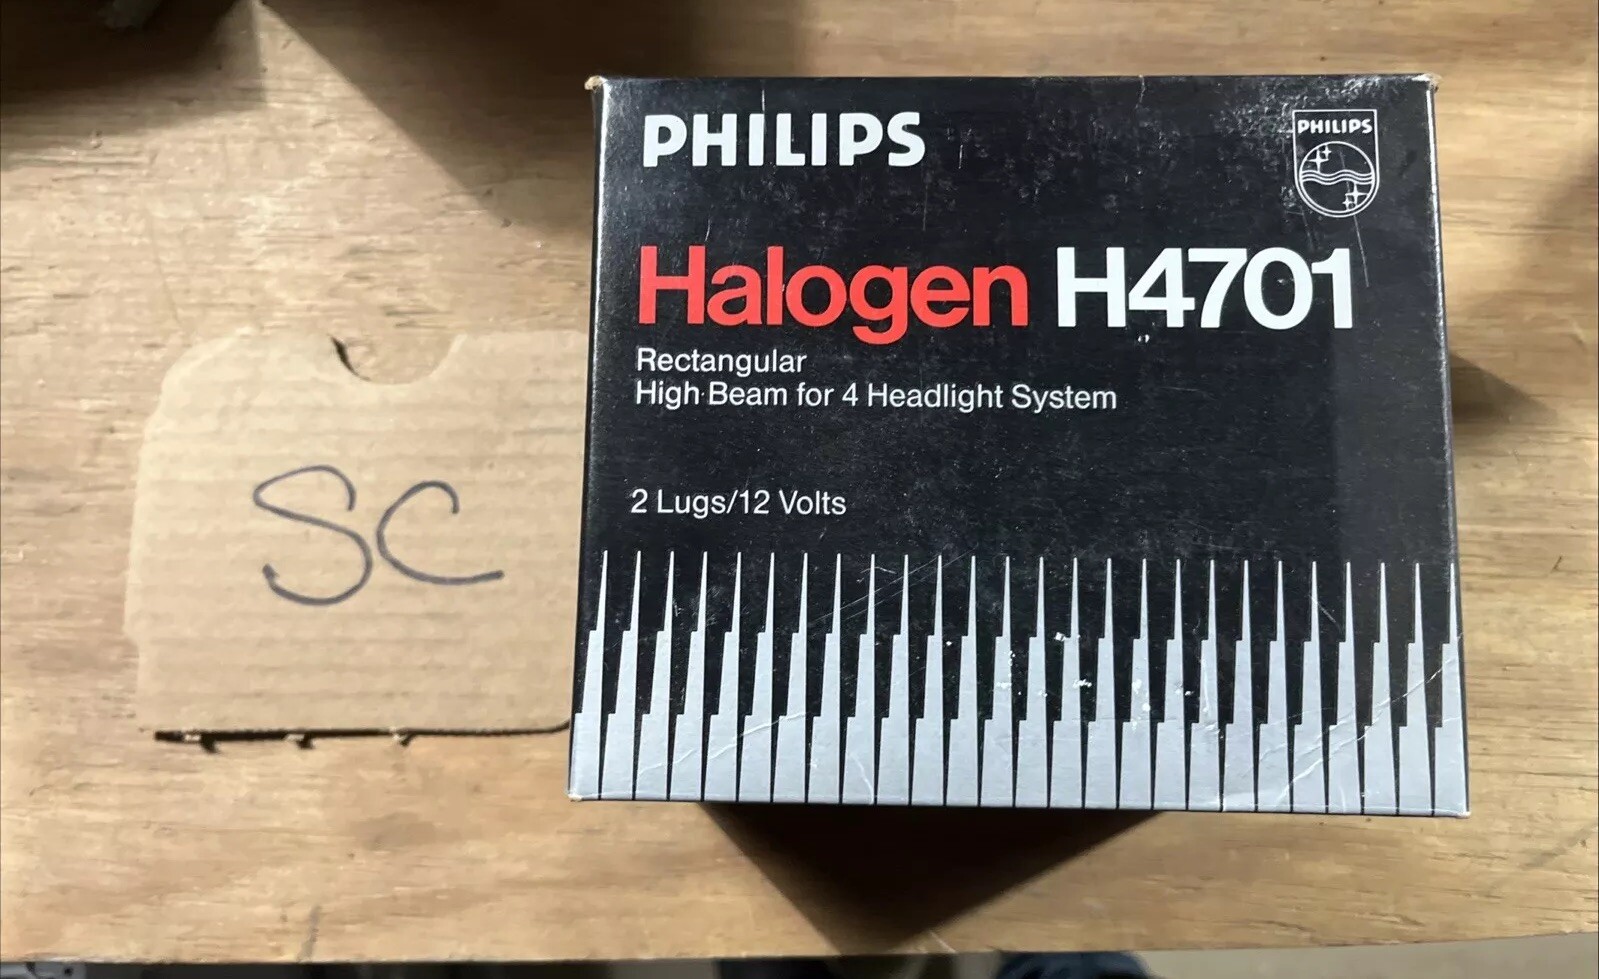 PHILIPS
PHILIPS
Halogen H4701
Rectangular
High Beam for 4 Headlight System
SC
2 Lugs/12 Volts